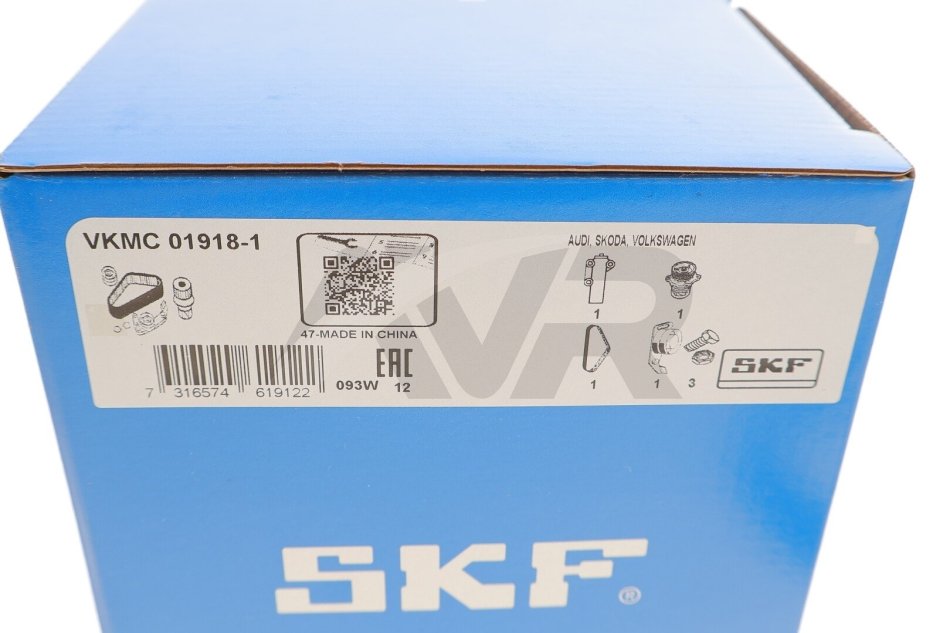 VKMC 01918-1
AUDI, SKODA, VOLKSWAGEN
47-MADE IN CHINA
1 1
1 1 3
SKF
7 316574 619122
EAC
093W 12
AVR
SKF®